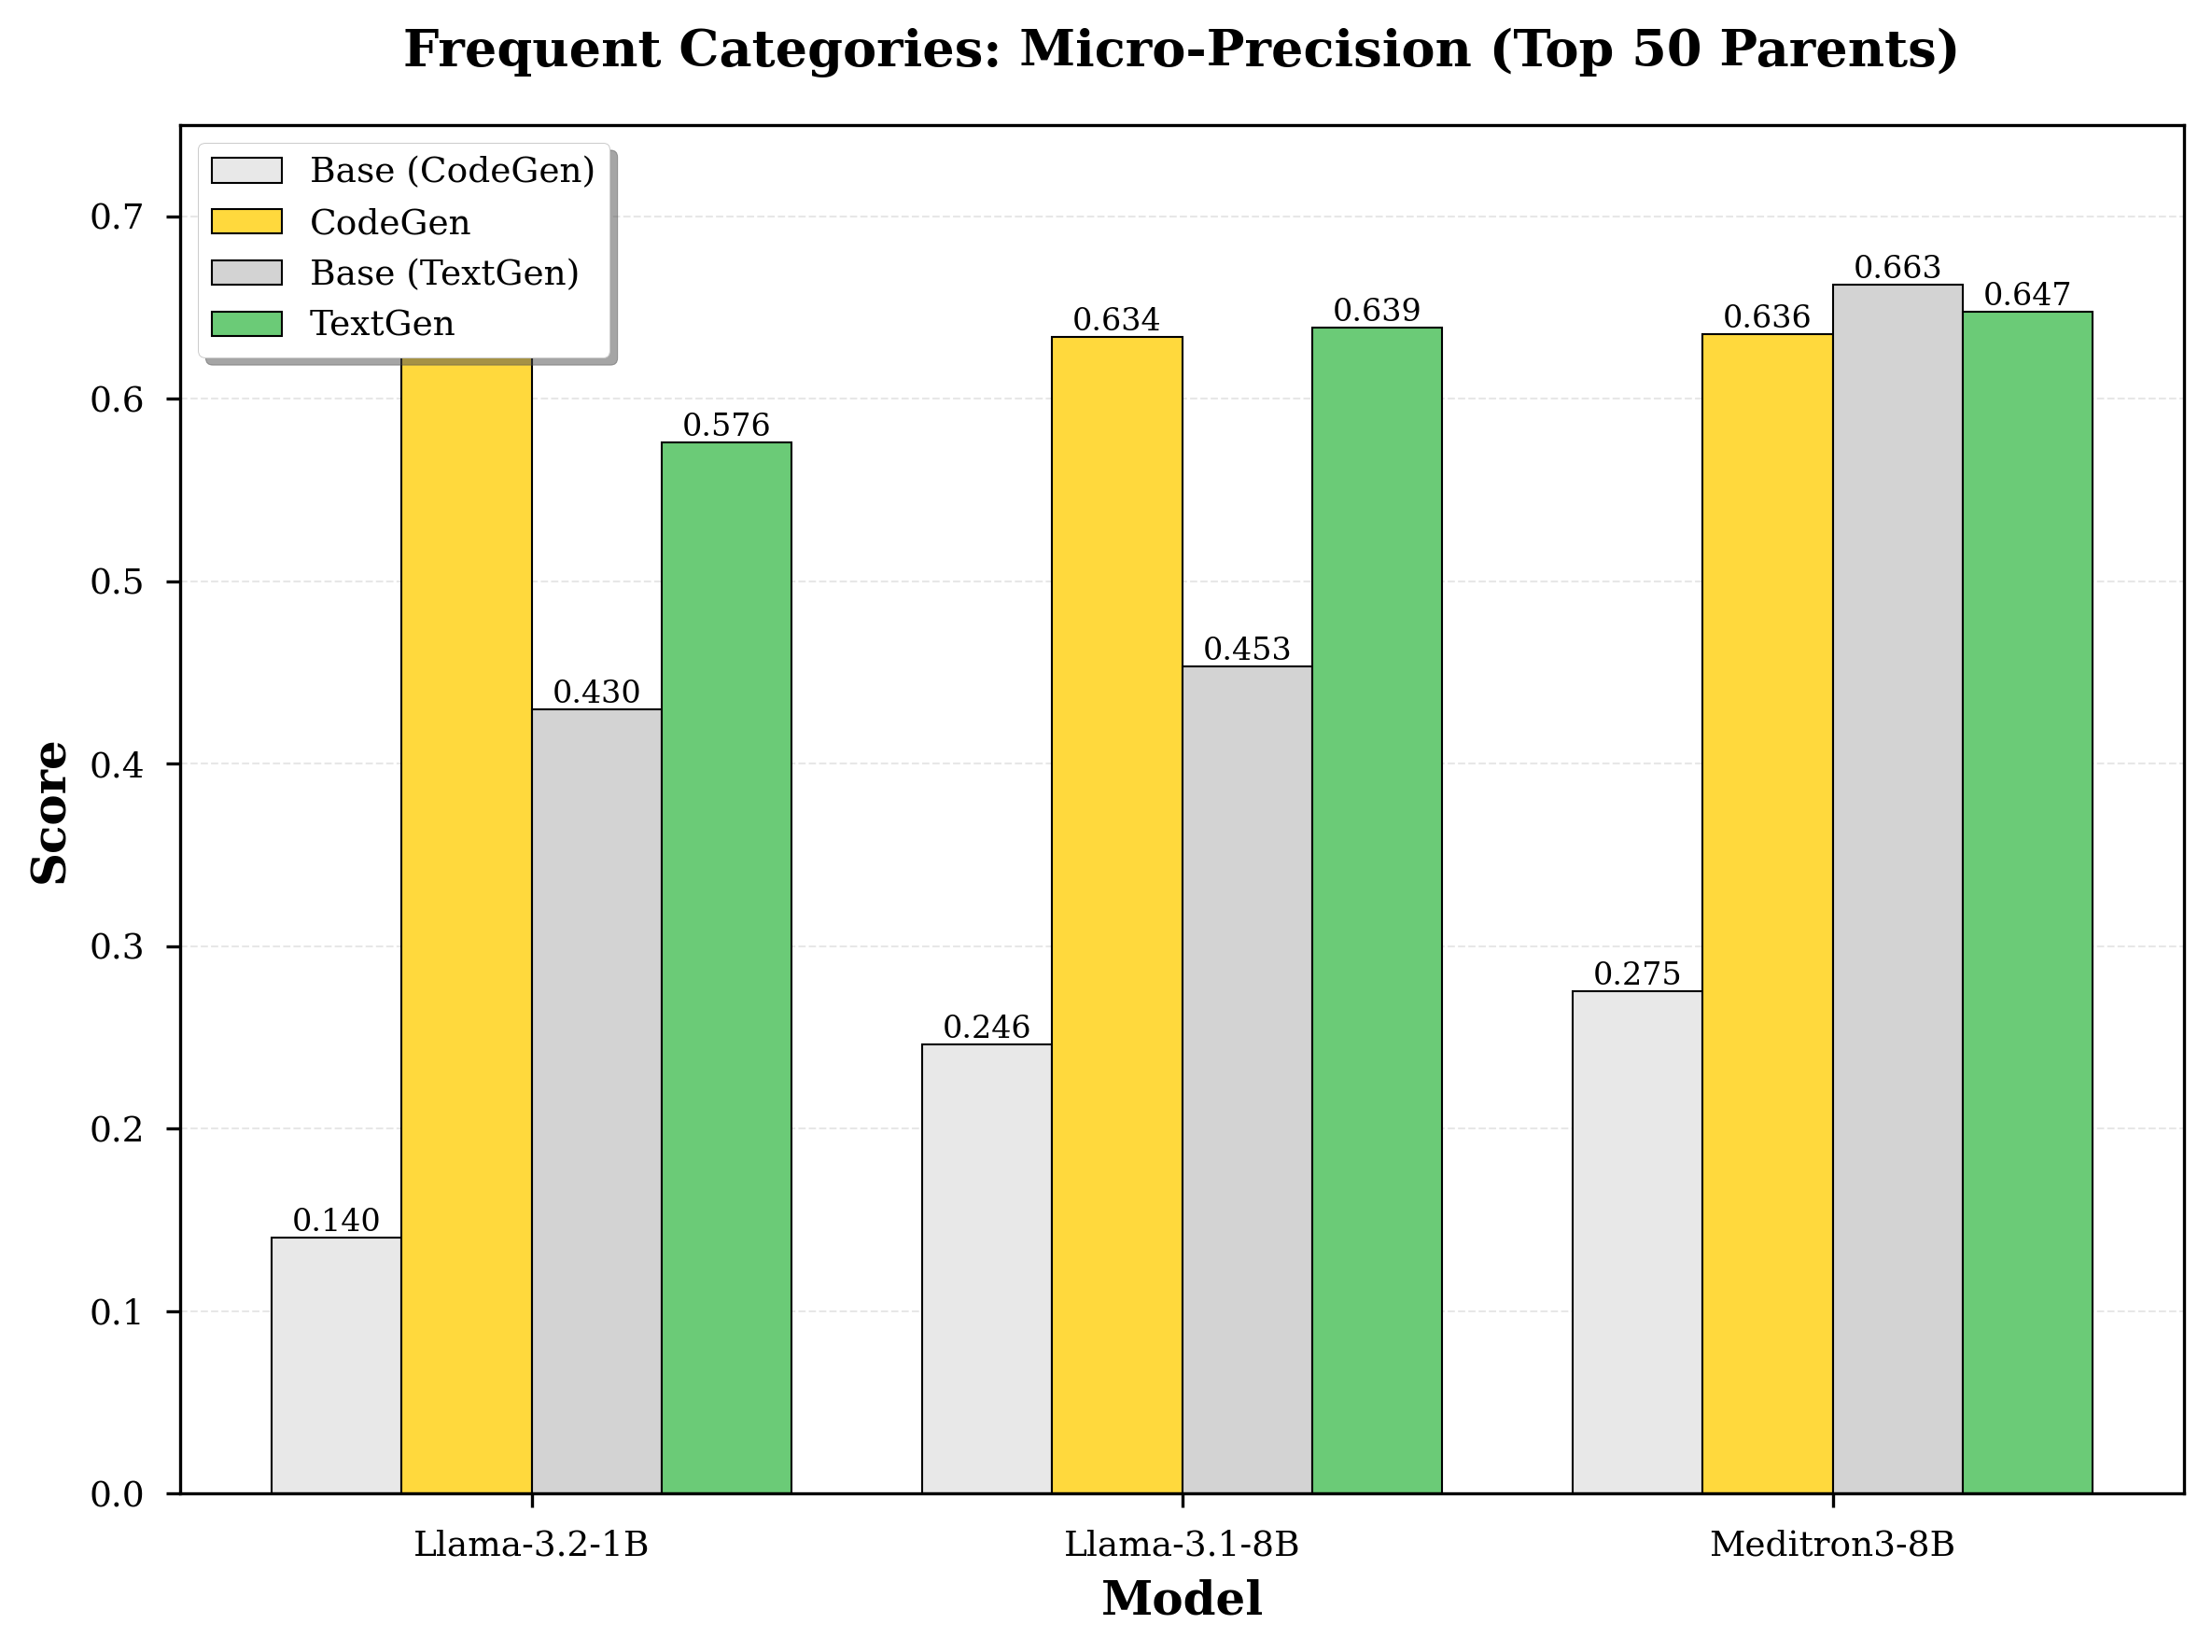 Frequent Categories: Micro-Precision (Top 50 Parents)
Base (CodeGen)
CodeGen
Base (TextGen)
TextGen
Score
0.7
0.6
0.5
0.4
0.3
0.2
0.1
0.0
0.140
0.430
0.576
0.246
0.634
0.453
0.639
0.275
0.636
0.663
0.647
Llama-3.2-1B
Llama-3.1-8B
Meditron3-8B
Model